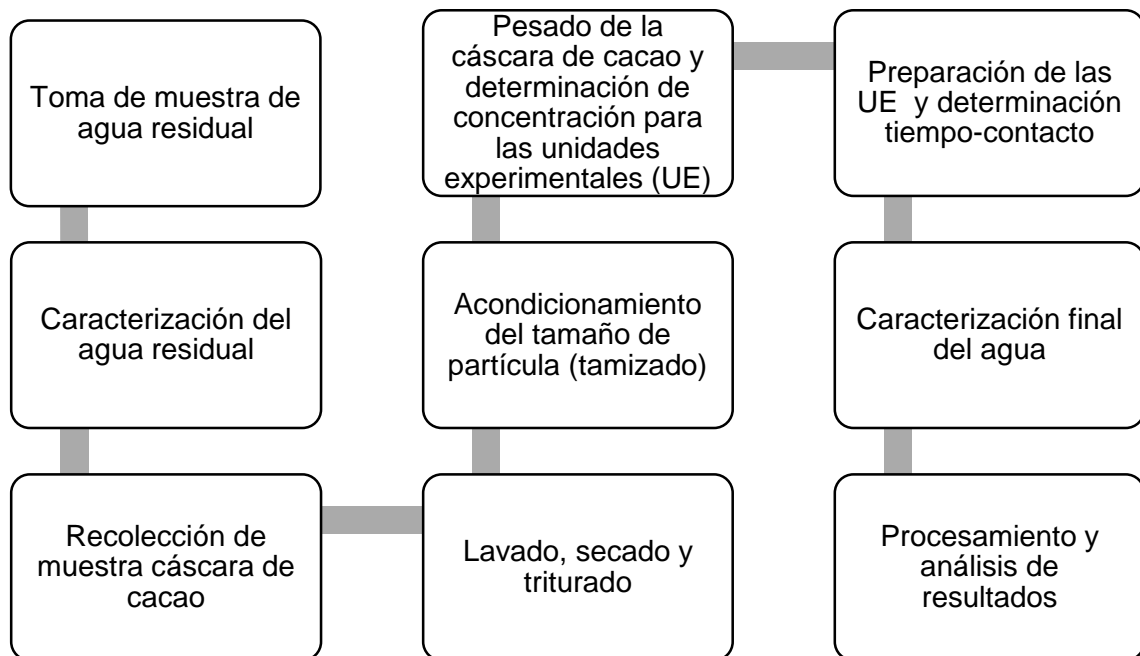 Toma de muestra de
agua residual
Caracterización del
agua residual
Recolección de
muestra cáscara de
cacao
Lavado, secado y
triturado
Acondicionamiento
del tamaño de
partícula (tamizado)
Pesado de la
cáscara de cacao y
determinación de
concentración para
las unidades
experimentales (UE)
Preparación de las
UE y determinación
tiempo-contacto
Caracterización final
del agua
Procesamiento y
análisis de
resultados